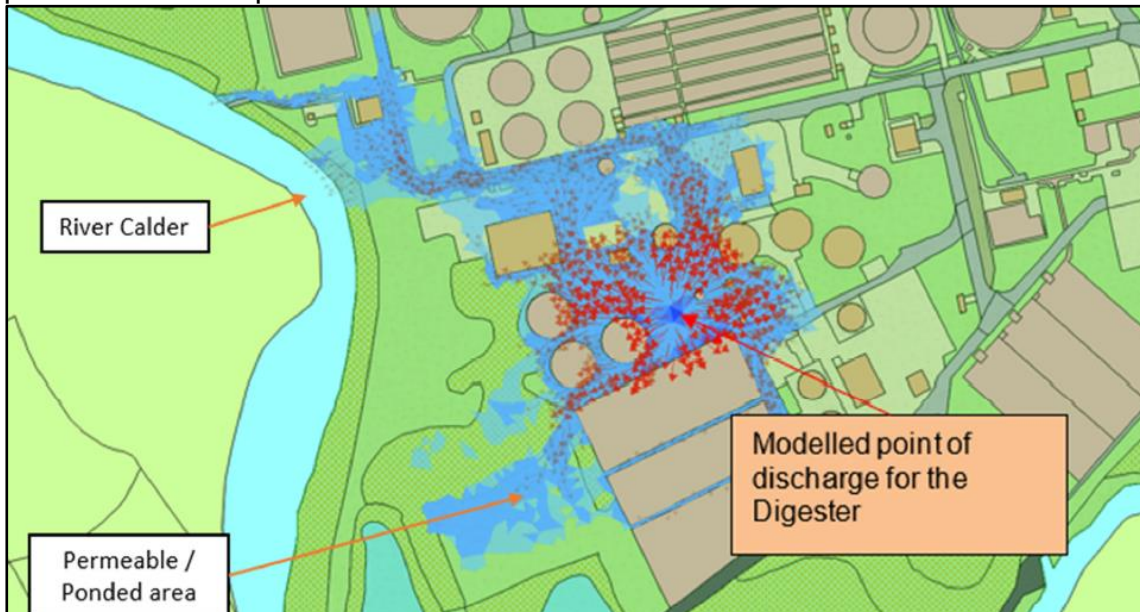 River Calder
Modelled point of
discharge for the
Digester
Permeable /
Ponded area